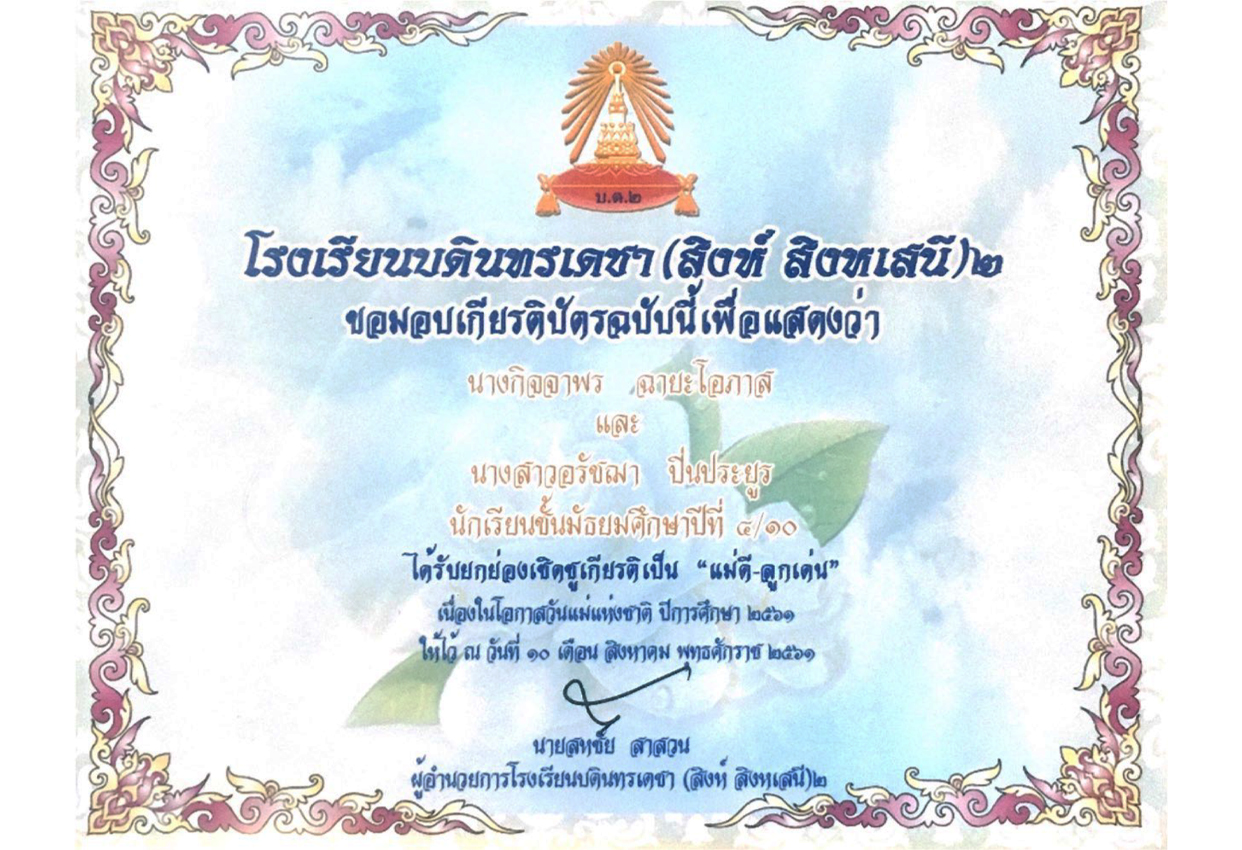 บ.ด.๒
โรงเรียนบดินทรเดชา (สิงห์ สิงหเสนี) ๒
ขอมอบเกียรติบัตรฉบับนี้เพื่อแสดงว่า
นางกิจจาพร ฉายะโอภาส
และ
นางสาวอรัชฌา ปิ่นประยูร
นักเรียนชั้นมัธยมศึกษาปีที่ ๔/๑๐
ได้รับยกย่องเชิดชูเกียรติเป็น “แม่ดี-ลูกเด่น”
เนื่องในโอกาสวันแม่แห่งชาติ ปีการศึกษา ๒๕๖๑
ให้ไว้ ณ วันที่ ๑๐ เดือน สิงหาคม พุทธศักราช ๒๕๖๑
นายสหชัย สาสวน
ผู้อำนวยการโรงเรียนบดินทรเดชา (สิงห์ สิงหเสนี)๒